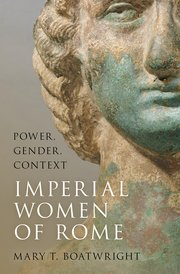 POWER,
GENDER,
CONTEXT
IMPERIAL
WOMEN
OF ROME
MARY T. BOATWRIGHT